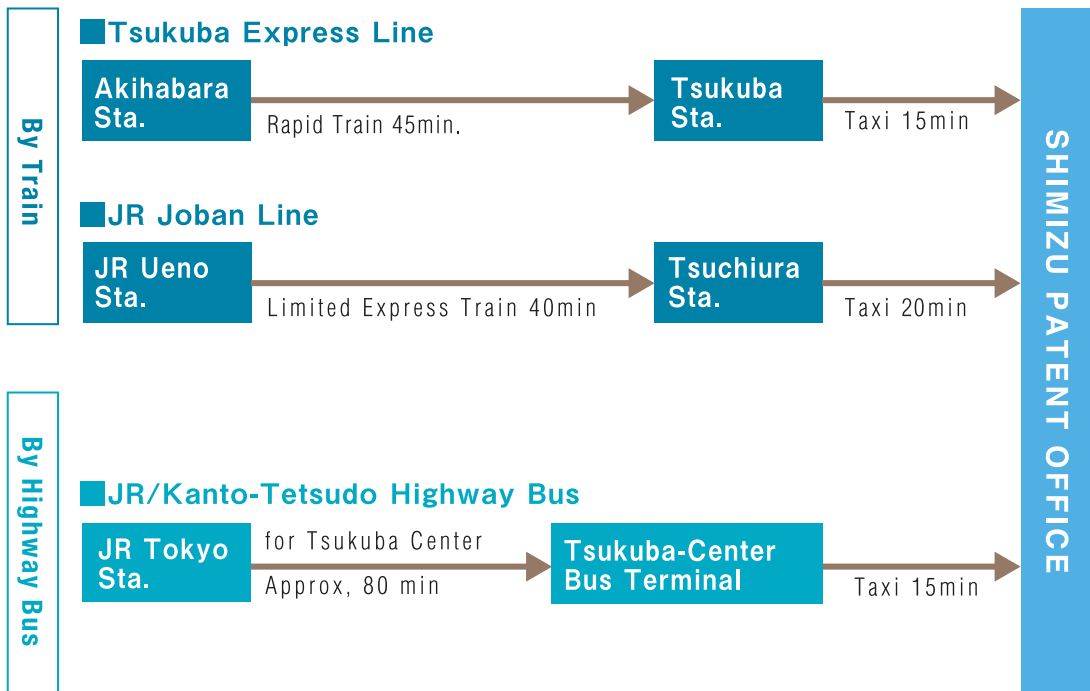 By Train
Tsukuba Express Line
Akihabara
Sta.
Rapid Train 45min.
Tsukuba
Sta.
Taxi 15min
JR Joban Line
JR Ueno
Sta.
Limited Express Train 40min
Tsuchiura
Sta.
Taxi 20min
By Highway Bus
JR/Kanto-Tetsudo Highway Bus
JR Tokyo
Sta.
for Tsukuba Center
Approx, 80 min
Tsukuba-Center
Bus Terminal
Taxi 15min
SHIMIZU PATENT OFFICE